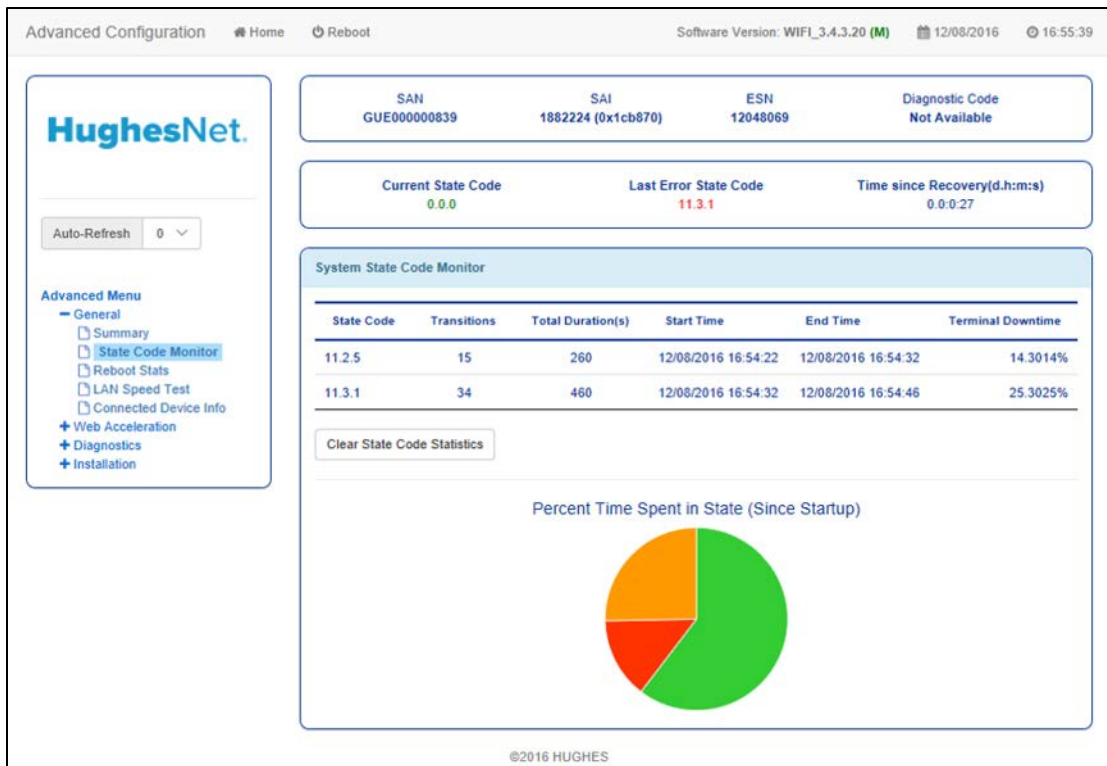 Advanced Configuration Home Reboot Software Version: WIFI_3.4.3.20 (M) 12/08/2016 16:55:39
HughesNet.
Auto-Refresh 0
Advanced Menu
General
Summary
State Code Monitor
Reboot Stats
LAN Speed Test
Connected Device Info
Web Acceleration
Diagnostics
Installation
SAN SAI ESN Diagnostic Code
GUE000000839 1882224 (0x1cb870) 12048069 Not Available
Current State Code Last Error State Code Time since Recovery(d.h:m:s)
0.0.0 11.3.1 0.0:0:27
System State Code Monitor
State Code Transitions Total Duration(s) Start Time End Time Terminal Downtime
11.2.5 15 260 12/08/2016 16:54:22 12/08/2016 16:54:32 14.3014%
11.3.1 34 460 12/08/2016 16:54:32 12/08/2016 16:54:46 25.3025%
Clear State Code Statistics
Percent Time Spent in State (Since Startup)
©2016 HUGHES